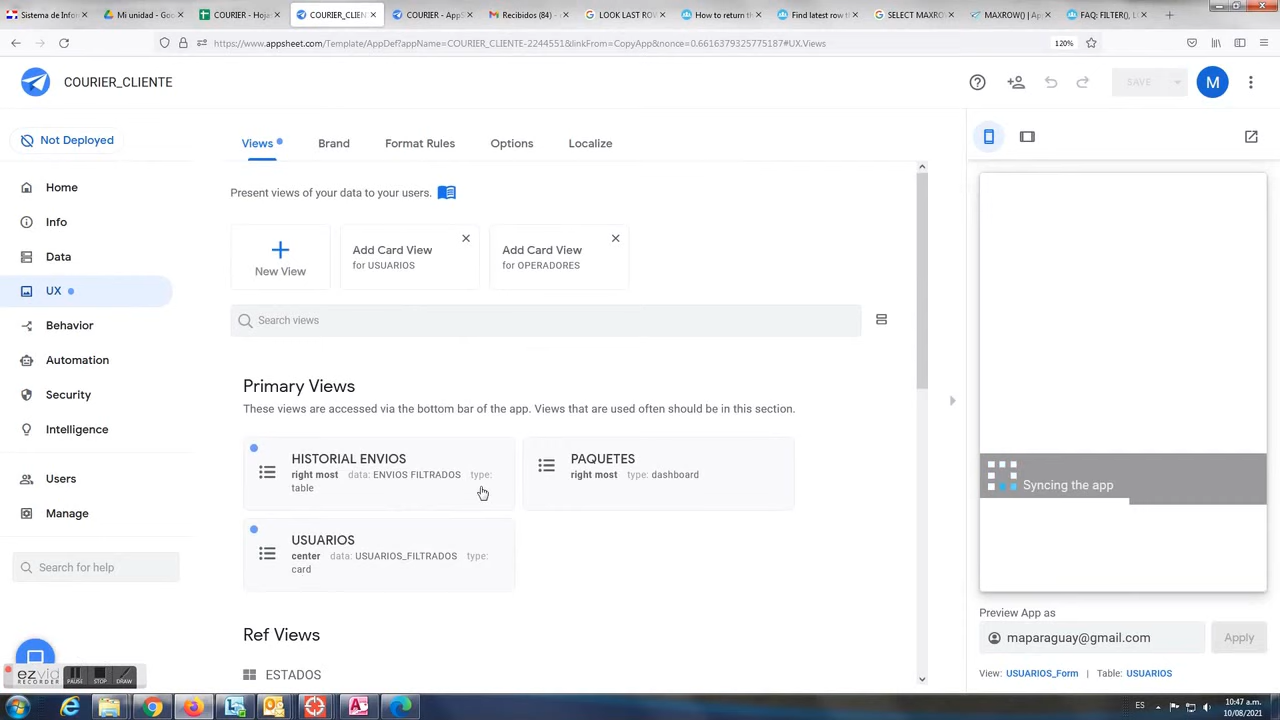 Sistema de Infor
Mi unidad - Goo
COURIER - Hoja
COURIER_CLIEN
COURIER - App
Recibidos
LOOK LAST RO
How to return th
Find latest row th
SELECT MAXRO
MAXROW() | Ap
FAQ: FILTER(), L
https://www.appsheet.com/Template/AppDef?appName=COURIER_CLIENTE-2244551&linkFrom=CopyApp&nonce=0.6616379325775187#UX.Views
120%
COURIER_CLIENTE
SAVE
M
Not Deployed
Home
Info
Data
UX
Behavior
Automation
Security
Intelligence
Users
Manage
Search for help
Views
Brand
Format Rules
Options
Localize
Present views of your data to your users.
New View
Add Card View
for USUARIOS
Add Card View
for OPERADORES
Search views
Primary Views
These views are accessed via the bottom bar of the app. Views that are used often should be in this section.
HISTORIAL ENVIOS
right most data: ENVIOS FILTRADOS type:
table
PAQUETES
right most type: dashboard
USUARIOS
center data: USUARIOS_FILTRADOS type:
card
Ref Views
ESTADOS
Syncing the app
Preview App as
maparaguay@gmail.com
Apply
View: USUARIOS_Form | Table: USUARIOS
ezvid
RECORDER
PAUSE
STOP
DRAW
ES
10:47 a.m.
10/08/2021